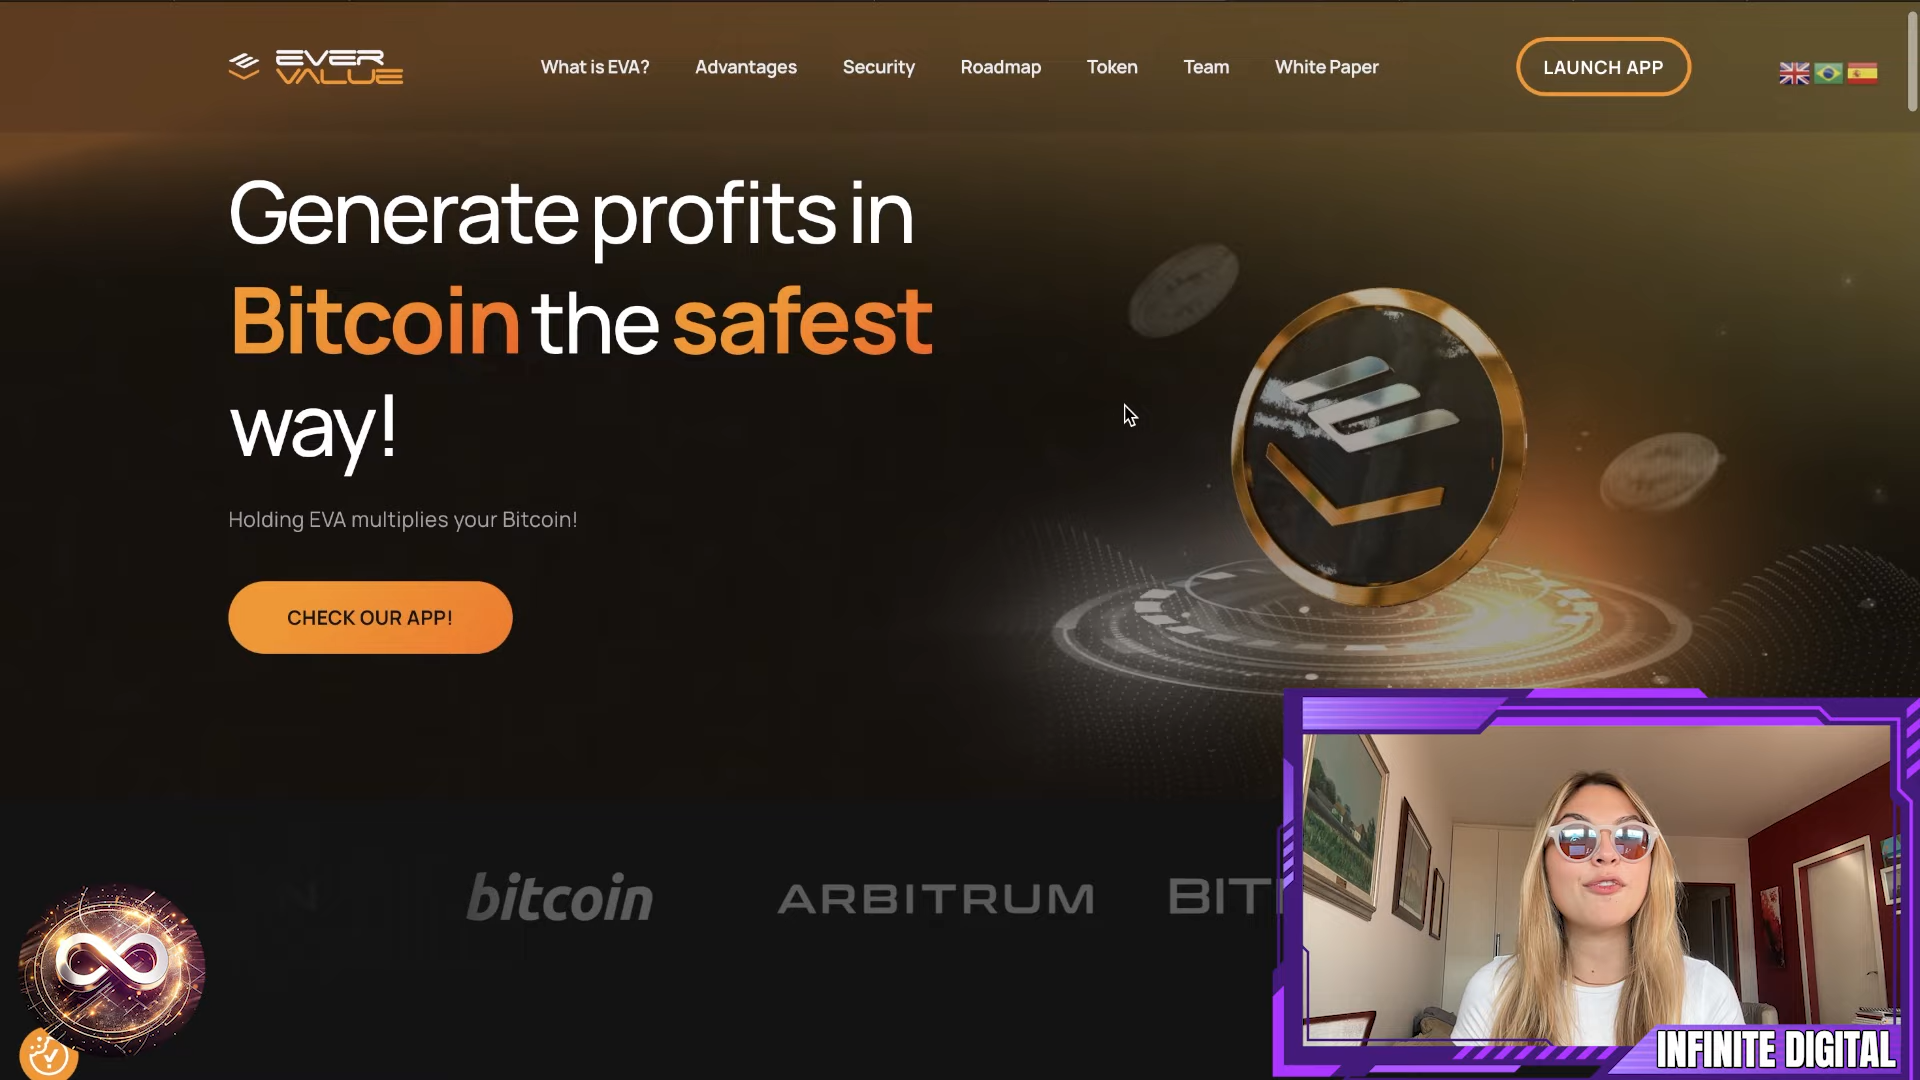 EVER
VALUE
What is EVA?
Advantages
Security
Roadmap
Token
Team
White Paper
LAUNCH APP
Generate profits in
Bitcoin the safest
way!
Holding EVA multiplies your Bitcoin!
CHECK OUR APP!
bitcoin
ARBITRUM
BIT
INFINITE DIGITAL